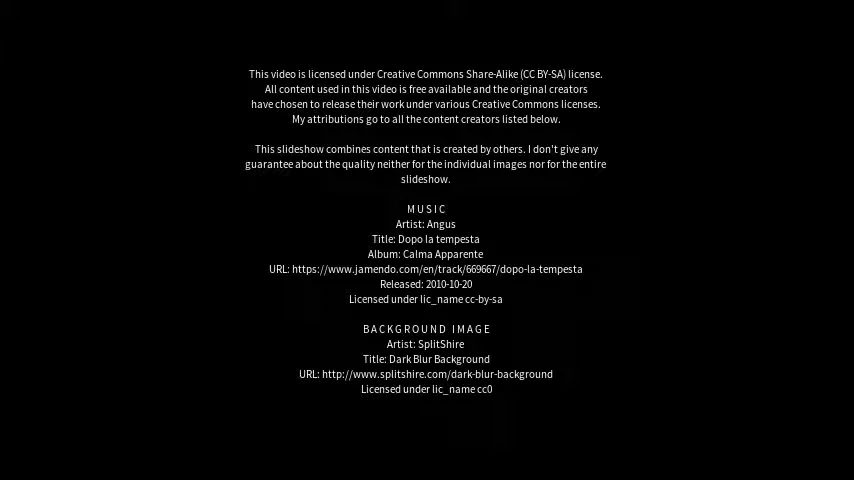 This video is licensed under Creative Commons Share-Alike (CC BY-SA) license.
All content used in this video is free available and the original creators
have chosen to release their work under various Creative Commons licenses.
My attributions go to all the content creators listed below.
This slideshow combines content that is created by others. I don't give any
guarantee about the quality neither for the individual images nor for the entire
slideshow.
MUSIC
Artist: Angus
Title: Dopo la tempesta
Album: Calma Apparente
URL: https://www.jamendo.com/en/track/669667/dopo-la-tempesta
Released: 2010-10-20
Licensed under lic_name cc-by-sa
BACKGROUND IMAGE
Artist: SplitShire
Title: Dark Blur Background
URL: http://www.splitshire.com/dark-blur-background
Licensed under lic_name cc0